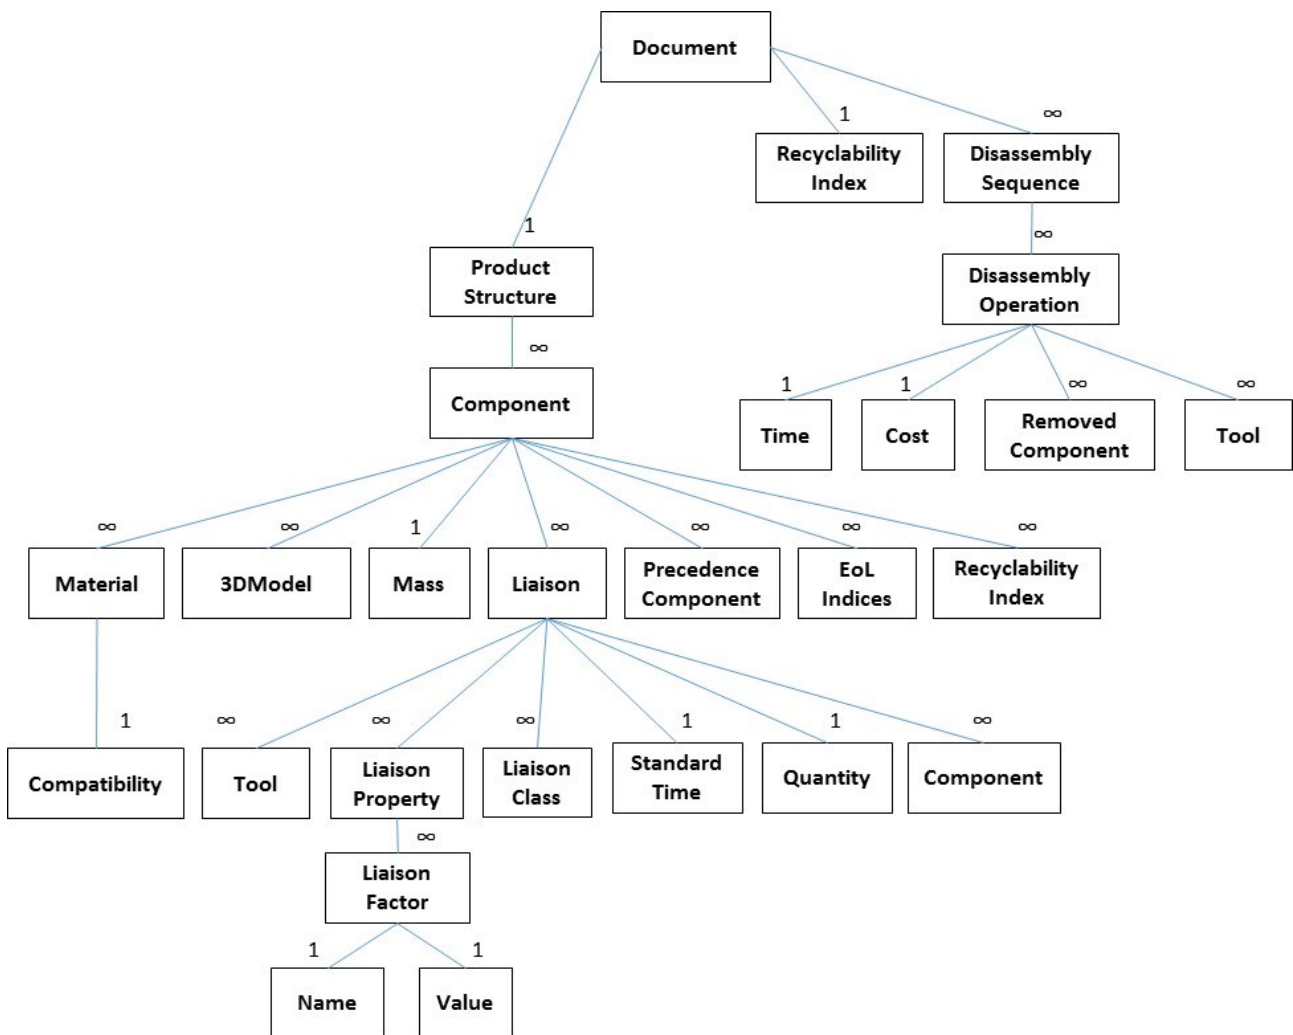 Document
1
∞
Recyclability
Index
Disassembly
Sequence
1
∞
Product
Structure
Disassembly
Operation
∞
Component
1
1
∞
∞
Time
Cost
Removed
Component
Tool
∞
∞
1
∞
∞
∞
∞
Material
3DModel
Mass
Liaison
Precedence
Component
EoL
Indices
Recyclability
Index
1
∞
∞
∞
1
1
∞
Compatibility
Tool
Liaison
Property
Liaison
Class
Standard
Time
Quantity
Component
∞
Liaison
Factor
1
1
Name
Value